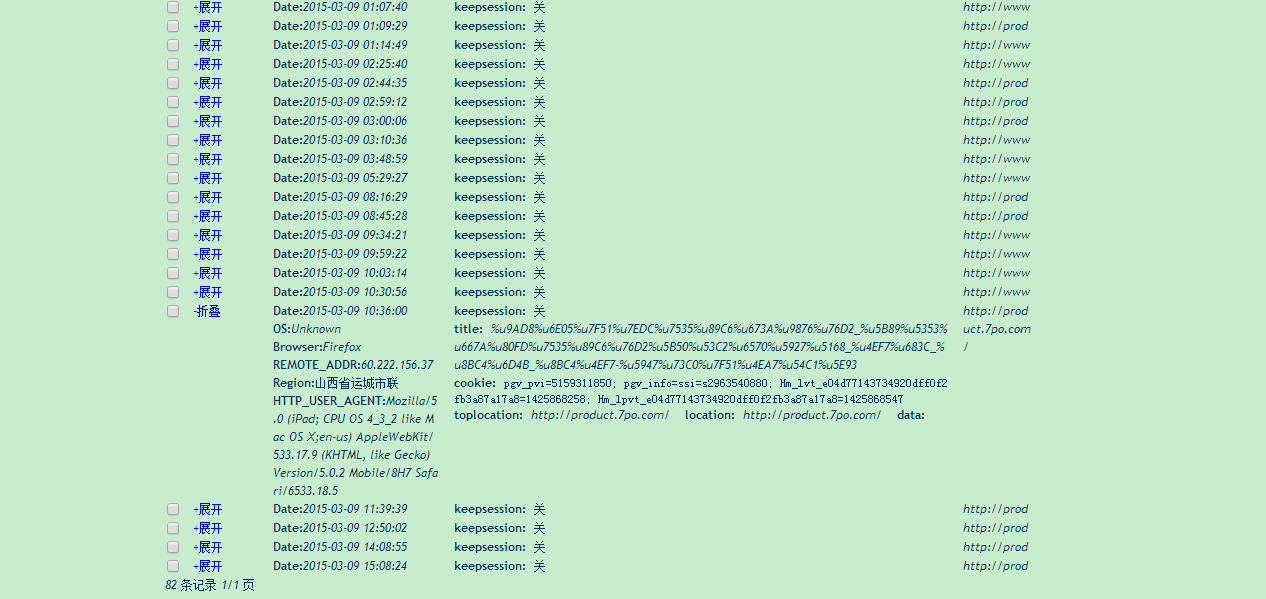 +展开 Date:2015-03-09 01:07:40 keepsession: 关 http://www
+展开 Date:2015-03-09 01:09:29 keepsession: 关 http://prod
+展开 Date:2015-03-09 01:14:49 keepsession: 关 http://www
+展开 Date:2015-03-09 02:25:40 keepsession: 关 http://www
+展开 Date:2015-03-09 02:44:35 keepsession: 关 http://prod
+展开 Date:2015-03-09 02:59:12 keepsession: 关 http://prod
+展开 Date:2015-03-09 03:00:06 keepsession: 关 http://prod
+展开 Date:2015-03-09 03:10:36 keepsession: 关 http://www
+展开 Date:2015-03-09 03:48:59 keepsession: 关 http://www
+展开 Date:2015-03-09 05:29:27 keepsession: 关 http://www
+展开 Date:2015-03-09 08:16:29 keepsession: 关 http://prod
+展开 Date:2015-03-09 08:45:28 keepsession: 关 http://prod
+展开 Date:2015-03-09 09:34:21 keepsession: 关 http://www
+展开 Date:2015-03-09 09:59:22 keepsession: 关 http://www
+展开 Date:2015-03-09 10:03:14 keepsession: 关 http://www
+展开 Date:2015-03-09 10:30:56 keepsession: 关 http://www
-折叠 Date:2015-03-09 10:36:00 keepsession: 关 http://prod
OS:Unknown title: %u9AD8%u6E05%u7F51%u7EDC%u7535%u89C6%u673A%u9876%u76D2_%u5B89%u5353% uct.7po.com
Browser:Firefox u667A%u80FD%u7535%u89C6%u76D2%u5B50%u53C2%u6570%u5927%u5168_%u4EF7%u683C_% /
REMOTE_ADDR:60.222.156.37 u8BC4%u6D4B_%u8BC4%u4EF7-%u5947%u73C0%u7F51%u4EA7%u54C1%u5E93
Region:山西省运城市联 cookie: pgv_pvi=5159311850; pgv_info=ssi=s2963540880; Hm_lvt_e04d77143734920dff0f2
HTTP_USER_AGENT:Mozilla/5 fb3a87a17a8=1425868258; Hm_lpvt_e04d77143734920dff0f2fb3a87a17a8=1425868547
.0 (iPad; CPU OS 4_3_2 like M toplocation: http://product.7po.com/ location: http://product.7po.com/ data:
ac OS X;en-us) AppleWebKit/
533.17.9 (KHTML, like Gecko)
Version/5.0.2 Mobile/8H7 Safa
ri/6533.18.5
+展开 Date:2015-03-09 11:39:39 keepsession: 关 http://prod
+展开 Date:2015-03-09 12:50:02 keepsession: 关 http://prod
+展开 Date:2015-03-09 14:08:55 keepsession: 关 http://prod
+展开 Date:2015-03-09 15:08:24 keepsession: 关 http://prod
82 条记录 1/1 页